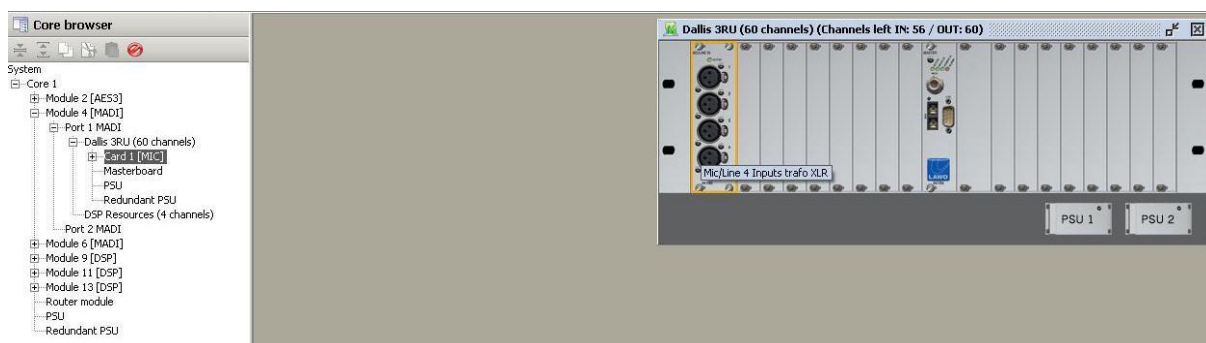 Core browser
System
Core 1
Module 2 [AES3]
Module 4 [MADI]
Port 1 MADI
Dallis 3RU (60 channels)
Card 1 [MIC]
Masterboard
PSU
Redundant PSU
DSP Resources (4 channels)
Port 2 MADI
Module 6 [MADI]
Module 9 [DSP]
Module 11 [DSP]
Module 13 [DSP]
Router module
PSU
Redundant PSU
Dallis 3RU (60 channels) (Channels left IN: 56 / OUT: 60)
Mic/Line 4 Inputs trafo XLR
LAWO
PSU 1
PSU 2